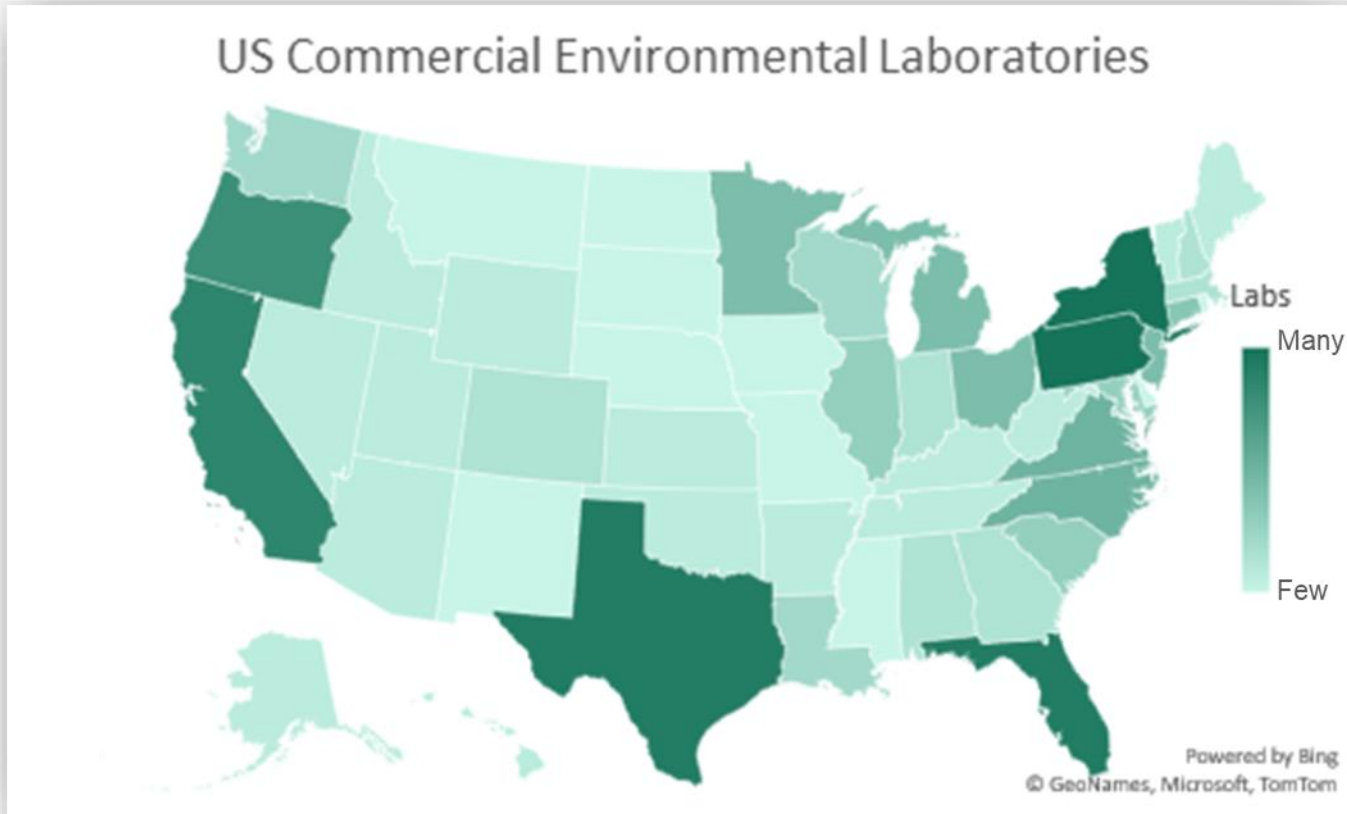 US Commercial Environmental Laboratories
Labs
Many
Few
Powered by Bing
© GeoNames, Microsoft, TomTom